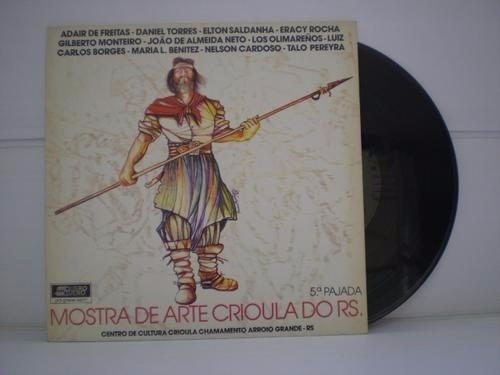 ADAIR DE FREITAS - DANIEL TORRES - ELTON SALDANHA - ERACY ROCHA
GILBERTO MONTEIRO - JOÃO DE ALMEIDA NETO - LOS OLIMAREÑOS - LUIZ
CARLOS BORGES - MARIA L. BENITEZ - NELSON CARDOSO - TALO PEREYRA
5.ª PAJADA
MOSTRA DE ARTE CRIOULA DO RS.
CENTRO DE CULTURA CRIOULA CHAMAMENTO ARROIO GRANDE - RS